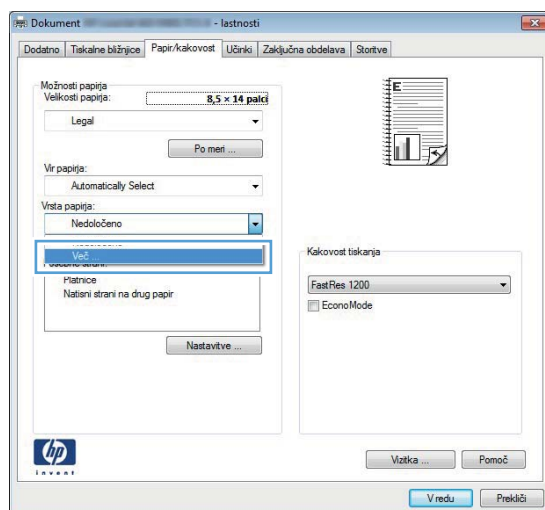 Dokument - lastnosti
Dodatno Tiskalne bližnjice Papir/kakovost Učinki Zaključna obdelava Storitve
Možnosti papirja
Velikosti papirja: 8,5 × 14 palci
Legal
Po meri ...
Vir papirja:
Automatically Select
Vrsta papirja:
Nedoločeno
Več ...
Platnice
Natisni strani na drug papir
Nastavitve ...
E
Kakovost tiskanja
FastRes 1200
EconoMode
hp
invent
Vizitka ... Pomoč
V redu Prekliči